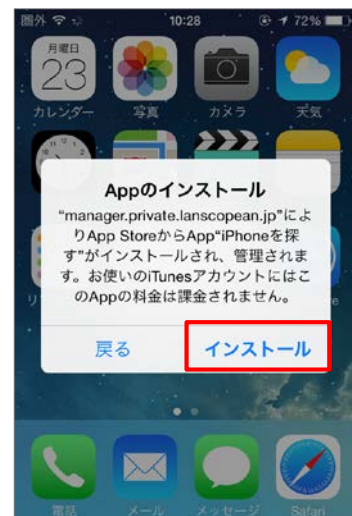 圏外 10:28 72%
月曜日
23
カレンダー 写真 カメラ 天気
Appのインストール
“manager.private.lanscopean.jp”によ
りApp StoreからApp“iPhoneを探
す”がインストールされ、管理されま
す。お使いのiTunesアカウントにはこ
のAppの料金は課金されません。
戻る インストール
電話 メール メッセージ Safari